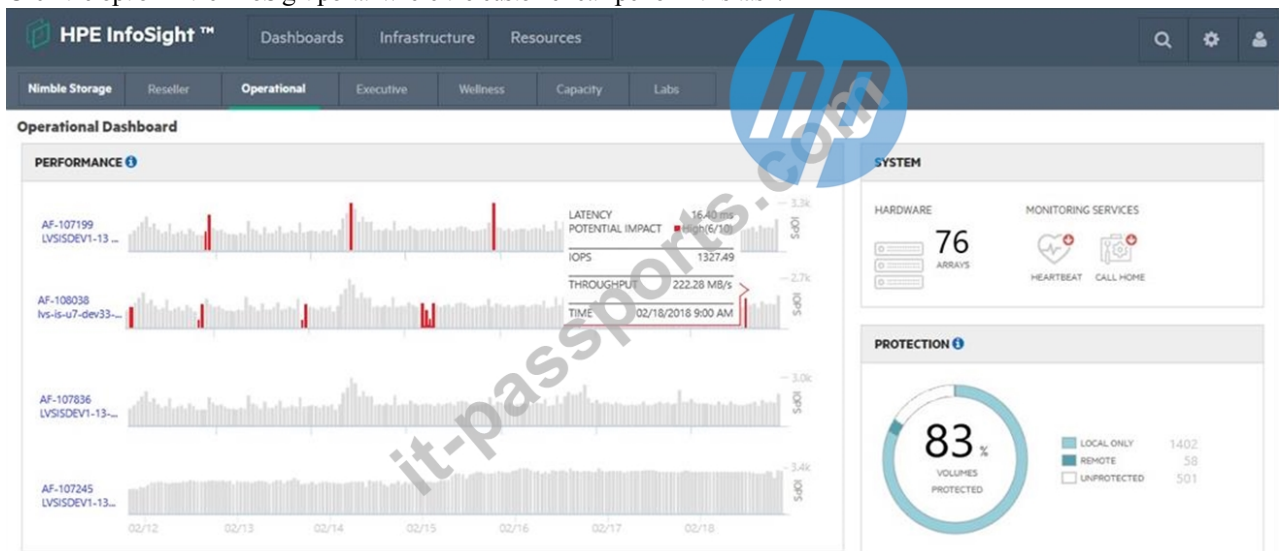 HPE InfoSight ™ Dashboards Infrastructure Resources
Nimble Storage Reseller Operational Executive Wellness Capacity Labs
Operational Dashboard
PERFORMANCE
AF-107199
LVSISDEV1-13 ...
LATENCY 16.40 ms
POTENTIAL IMPACT High(6/10)
IOPS 1327.49
THROUGHPUT 222.28 MB/s
TIME 02/18/2018 9:00 AM
3.3k
IOPS
AF-108038
lvs-is-u7-dev33-...
2.7k
IOPS
AF-107836
LVSISDEV1-13-...
3.0k
IOPS
AF-107245
LVSISDEV1-13...
3.4k
IOPS
02/12 02/13 02/14 02/15 02/16 02/17 02/18
SYSTEM
HARDWARE MONITORING SERVICES
76
ARRAYS
HEARTBEAT CALL HOME
PROTECTION
83 %
VOLUMES
PROTECTED
LOCAL ONLY 1402
REMOTE 58
UNPROTECTED 501
hp
it-passports.com